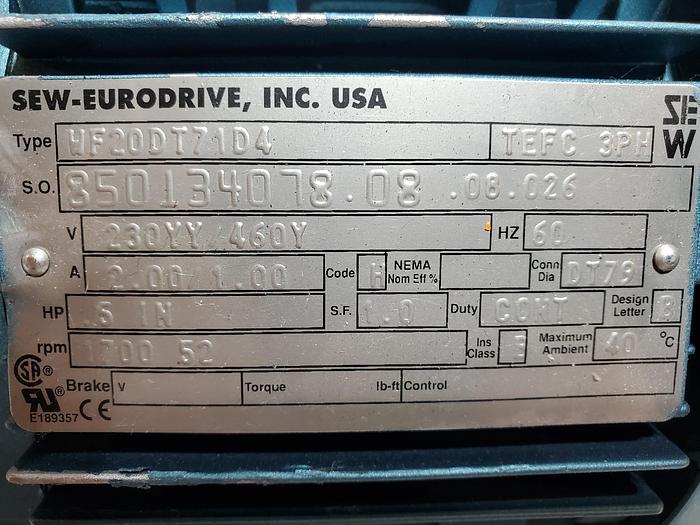 SEW-EURODRIVE, INC. USA
SEW
Type WF20DT71D4 TEFC 3PH
S.O. 850134078.08 .08.026
V 230YY/460Y HZ 60
A 2.00/1.00 Code H NEMA Nom Eff % Conn Dia DT79
HP .5 IN S.F. 1.0 Duty CONT Design Letter B
rpm 1700/52 Ins Class F Maximum Ambient 40 °C
Brake V Torque lb-ft Control
E189357 CE